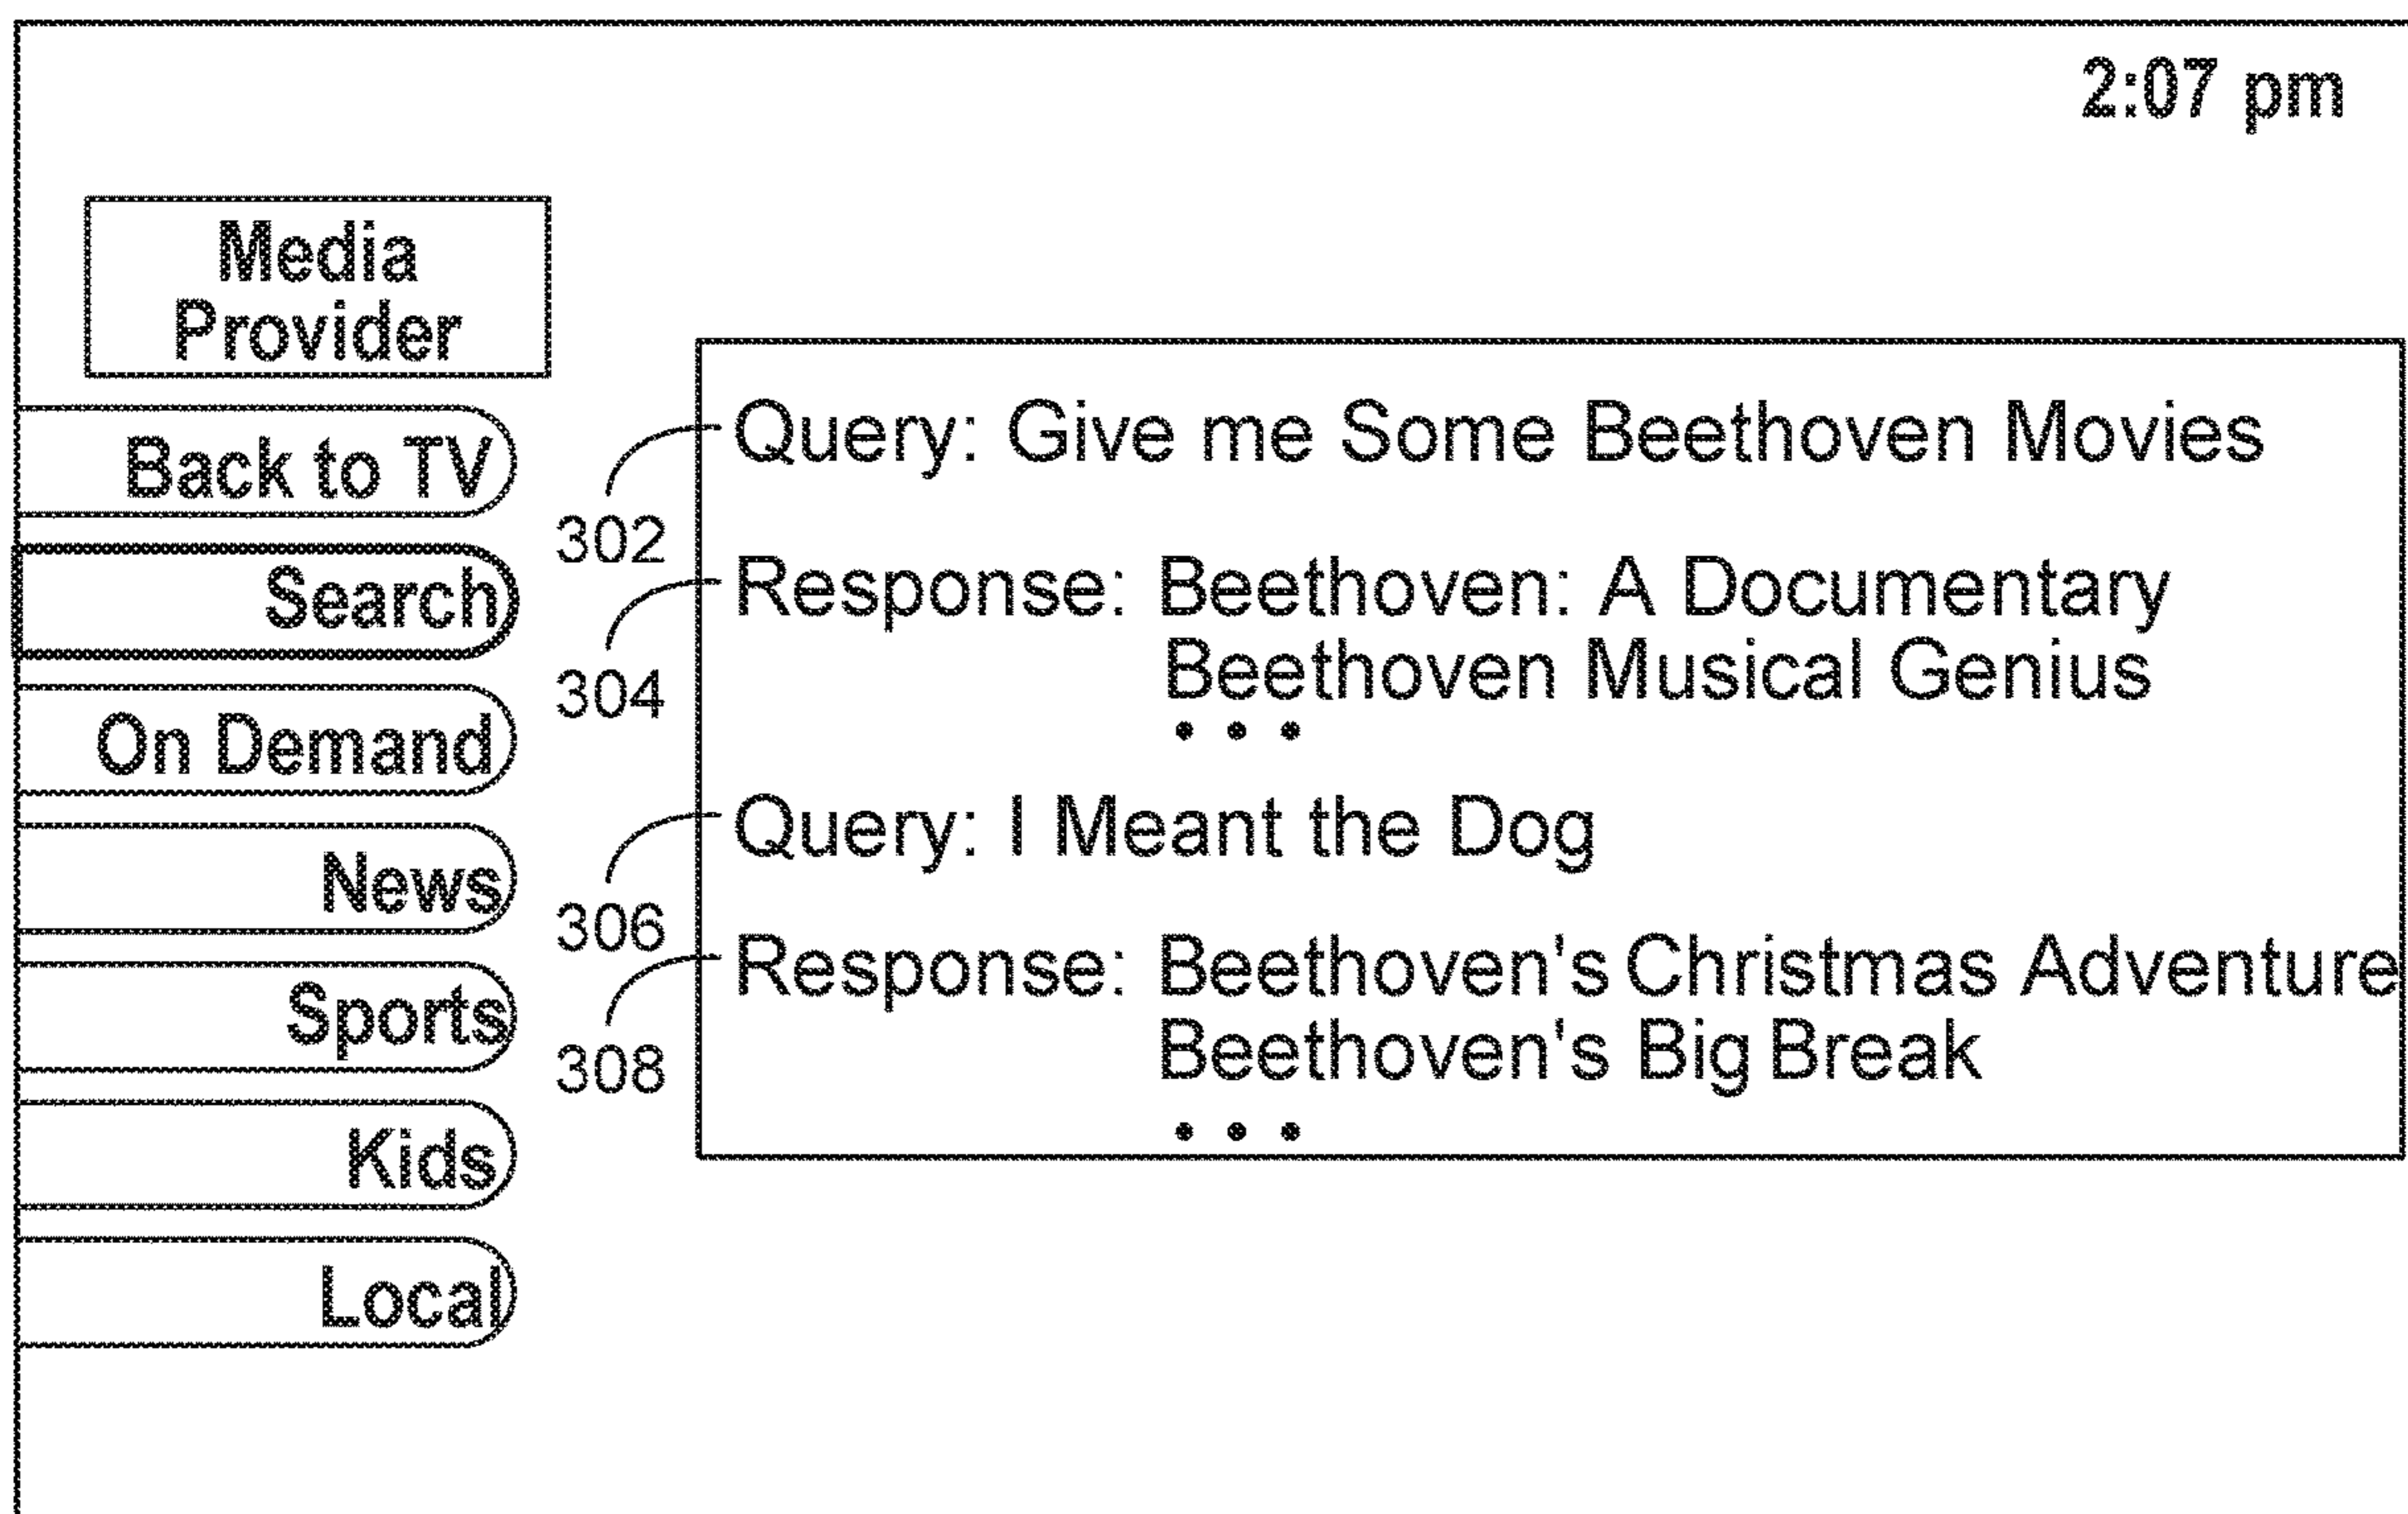 2:07 pm
Media
Provider
Back to TV
Search
On Demand
News
Sports
Kids
Local
302
Query: Give me Some Beethoven Movies
304
Response: Beethoven: A Documentary
Beethoven Musical Genius
• • •
306
Query: I Meant the Dog
308
Response: Beethoven's Christmas Adventure
Beethoven's Big Break
• • •